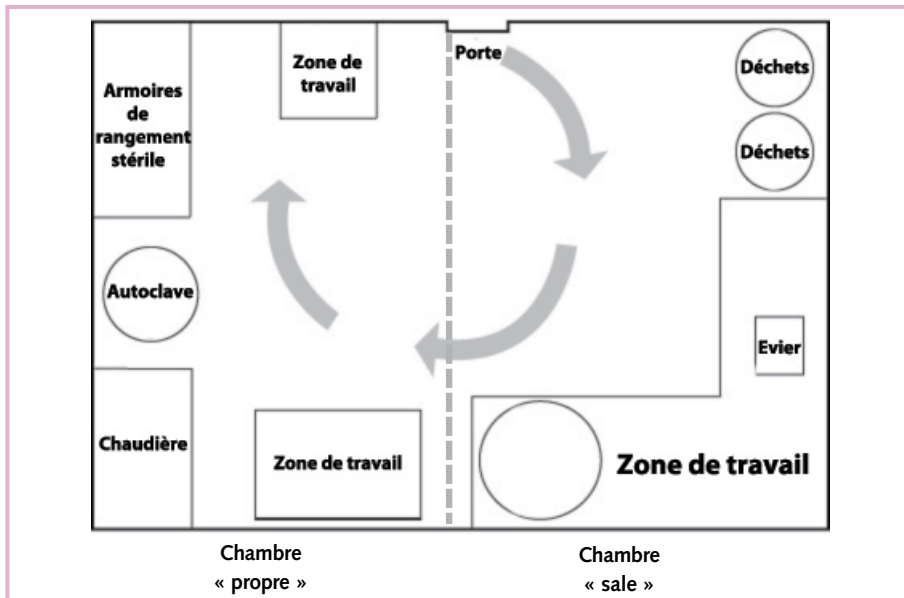 Porte
Zone de
travail
Déchets
Armoires
de
rangement
stérile
Déchets
Autoclave
Evier
Chaudière
Zone de travail
Zone de travail
Chambre
« propre »
Chambre
« sale »